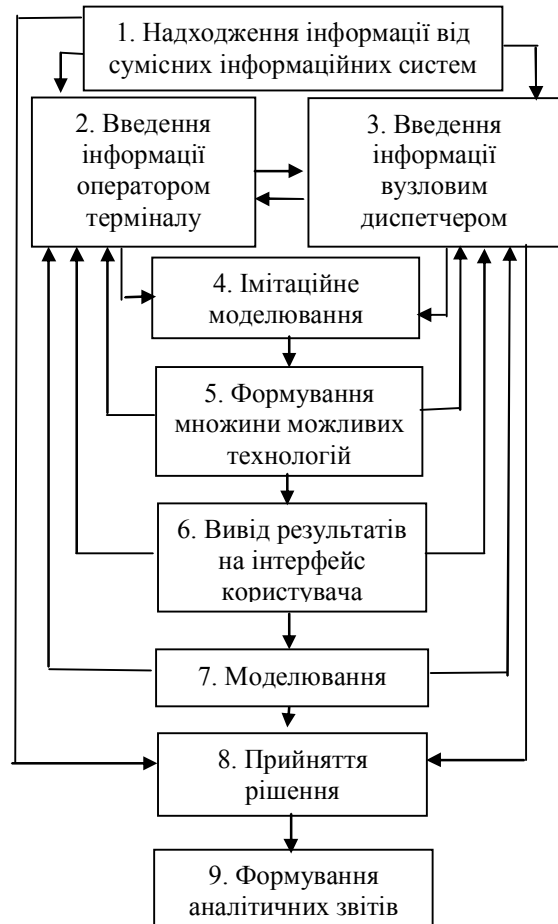 1. Надходження інформації від
сумісних інформаційних систем
2. Введення
інформації
оператором
терміналу
3. Введення
інформації
вузловим
диспетчером
4. Імітаційне
моделювання
5. Формування
множини можливих
технологій
6. Вивід результатів
на інтерфейс
користувача
7. Моделювання
8. Прийняття
рішення
9. Формування
аналітичних звітів